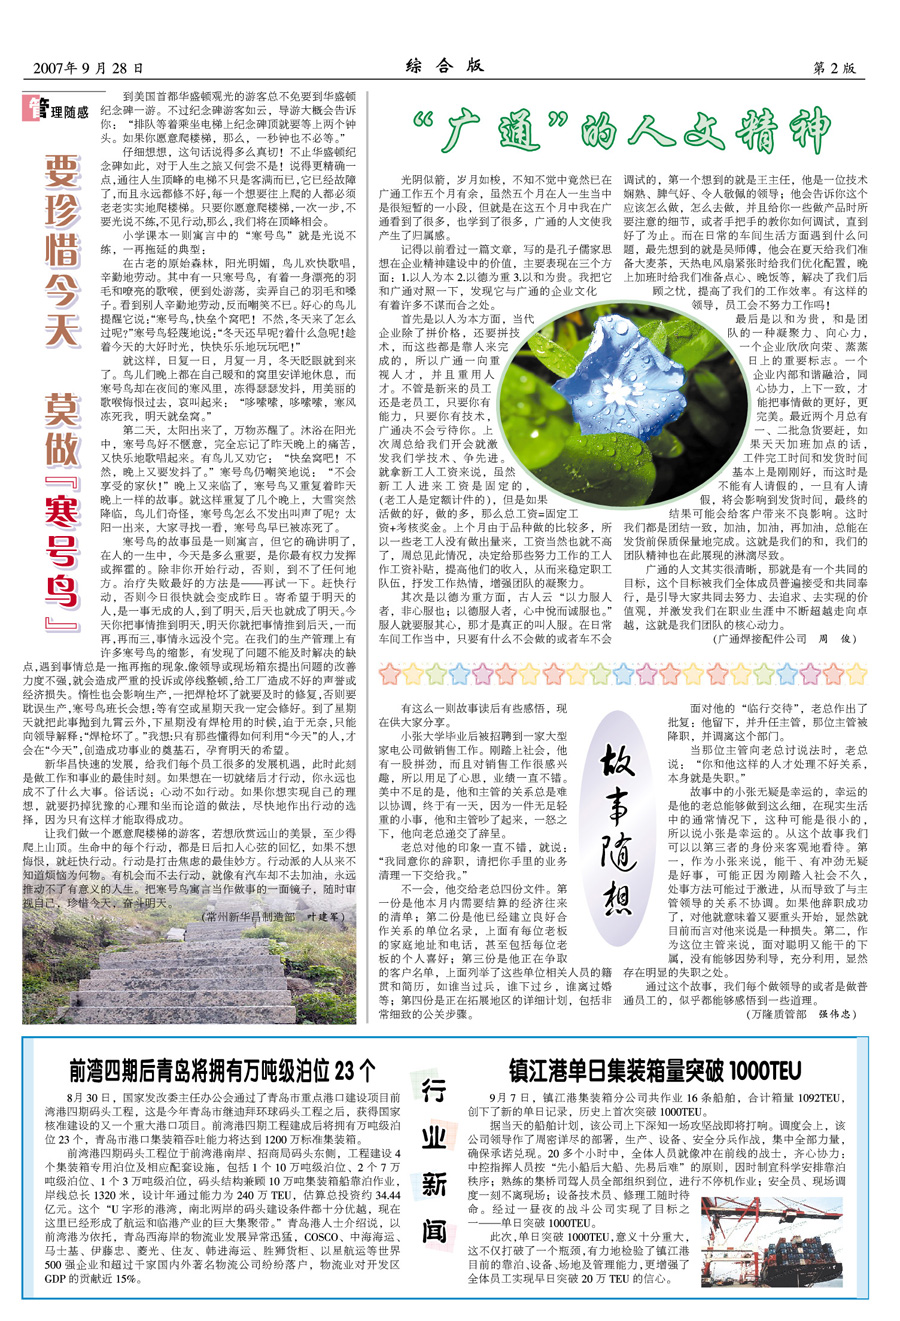 2007年9月28日
综合版
第2版
管理随感
要珍惜今天 莫做『寒号鸟』
到美国首都华盛顿观光的游客总不免要到华盛顿
纪念碑一游。不过纪念碑游客如云，导游大概会告诉
你：“排队等着乘坐电梯上纪念碑顶就要等上两个钟
头。如果你愿意爬楼梯，那么，一秒钟也不必等。”
仔细想想，这句话说得多么真切！不止华盛顿纪
念碑如此，对于人生之旅又何尝不是！说得更精确一
点,通往人生顶峰的电梯不只是客满而已,它已经故障
了,而且永远都修不好,每一个想要往上爬的人都必须
老老实实地爬楼梯。只要你愿意爬楼梯,一次一步,不
要光说不练,不见行动,那么,我们将在顶峰相会。
小学课本一则寓言中的“寒号鸟”就是光说不
练，一再拖延的典型：
在古老的原始森林，阳光明媚，鸟儿欢快歌唱，
辛勤地劳动。其中有一只寒号鸟，有着一身漂亮的羽
毛和嘹亮的歌喉，便到处游荡，卖弄自己的羽毛和嗓
子。看到别人辛勤地劳动,反而嘲笑不已。好心的鸟儿
提醒它说:“寒号鸟,快垒个窝吧！不然,冬天来了怎么
过呢?”寒号鸟轻蔑地说:“冬天还早呢?着什么急呢!趁
着今天的大好时光，快快乐乐地玩玩吧！”
就这样，日复一日，月复一月，冬天眨眼就到来
了。鸟儿们晚上都在自己暖和的窝里安详地休息，而
寒号鸟却在夜间的寒风里，冻得瑟瑟发抖，用美丽的
歌喉悔恨过去，哀叫起来：“哆嗦嗦，哆嗦嗦，寒风
冻死我，明天就垒窝。”
第二天，太阳出来了，万物苏醒了。沐浴在阳光
中，寒号鸟好不惬意，完全忘记了昨天晚上的痛苦，
又快乐地歌唱起来。有鸟儿又劝它：“快垒窝吧！不
然，晚上又要发抖了。”寒号鸟仍嘲笑地说：“不会
享受的家伙！”晚上又来临了，寒号鸟又重复着昨天
晚上一样的故事。就这样重复了几个晚上，大雪突然
降临，鸟儿们奇怪，寒号鸟怎么不发出叫声了呢？太
阳一出来，大家寻找一看，寒号鸟早已被冻死了。
寒号鸟的故事虽是一则寓言，但它的确讲明了，
在人的一生中，今天是多么重要，是你最有权力发挥
或挥霍的。除非你开始行动，否则，到不了任何地
方。治疗失败最好的方法是——再试一下。赶快行
动，否则今日很快就会变成昨日。寄希望于明天的
人,是一事无成的人,到了明天,后天也就成了明天。今
天你把事情推到明天,明天你就把事情推到后天,一而
再,再而三,事情永远没个完。在我们的生产管理上有
许多寒号鸟的缩影，有发现了问题不能及时解决的缺
点,遇到事情总是一拖再拖的现象.像领导或现场箱东提出问题的改善
力度不强,就会造成严重的投诉或停线整顿,给工厂造成不好的声誉或
经济损失。惰性也会影响生产,一把焊枪坏了就要及时的修复,否则要
耽误生产,寒号鸟班长会想:等有空或星期天我一定会修好。到了星期
天就把此事抛到九霄云外,下星期没有焊枪用的时候,迫于无奈,只能
向领导解释:“焊枪坏了。”我想:只有那些懂得如何利用“今天”的人,才
会在“今天”,创造成功事业的奠基石，孕育明天的希望。
新华昌快速的发展，给我们每个员工很多的发展机遇，此时此刻
是做工作和事业的最佳时刻。如果想在一切就绪后才行动，你永远也
成不了什么大事。俗话说：心动不如行动。如果你想实现自己的理
想，就要扔掉犹豫的心理和坐而论道的做法，尽快地作出行动的选
择，因为只有这样才能取得成功。
让我们做一个愿意爬楼梯的游客，若想欣赏远山的美景，至少得
爬上山顶。生命中的每个行动，都是日后扣人心弦的回忆，如果不想
悔恨，就赶快行动。行动是打击焦虑的最佳妙方。行动派的人从来不
知道烦恼为何物。有机会而不去行动，就像有汽车却不去加油，永远
推动不了有意义的人生。把寒号鸟寓言当作做事的一面镜子，随时审
视自己，珍惜今天，奋斗明天。
(常州新华昌制造部 叶建军)
“广通”的人文精神
光阴似箭，岁月如梭，不知不觉中竟然已在
广通工作五个月有余，虽然五个月在人一生当中
是很短暂的一小段，但就是在这五个月中我在广
通看到了很多，也学到了很多，广通的人文使我
产生了归属感。
记得以前看过一篇文章，写的是孔子儒家思
想在企业精神建设中的价值，主要表现在三个方
面：1.以人为本 2.以德为重 3.以和为贵。我把它
和广通对照一下，发现它与广通的企业文化
有着许多不谋而合之处。
首先是以人为本方面，当代
企业除了拼价格，还要拼技
术，而这些都是靠人来完
成的，所以广通一向重
视人才，并且重用人
才。不管是新来的员工
还是老员工，只要你有
能力，只要你有技术，
广通决不会亏待你。上
次周总给我们开会就激
发我们学技术、争先进。
就拿新工人工资来说，虽然
新工人进来工资是固定的，
(老工人是定额计件的)，但是如果
活做的好，做的多，那么总工资=固定工
资+考核奖金。上个月由于品种做的比较多，所
以一些老工人没有做出量来，工资当然也就不高
了，周总见此情况，决定给那些努力工作的工人
作工资补贴，提高他们的收入，从而来稳定职工
队伍，抒发工作热情，增强团队的凝聚力。
其次是以德为重方面，古人云“以力服人
者，非心服也；以德服人者，心中悦而诚服也。”
服人就要服其心，那才是真正的叫人服。在日常
车间工作当中，只要有什么不会做的或者车不会
调试的，第一个想到的就是王主任，他是一位技术
娴熟、脾气好、令人敬佩的领导；他会告诉你这个
应该怎么做，怎么去做，并且给你一些做产品时所
要注意的细节，或者手把手的教你如何调试，直到
好了为止。而在日常的车间生活方面遇到什么问
题，最先想到的就是吴师傅，他会在夏天给我们准
备大麦茶，天热电风扇紧张时给我们优化配置，晚
上加班时给我们准备点心、晚饭等，解决了我们后
顾之忧，提高了我们的工作效率。有这样的
领导，员工会不努力工作吗！
最后是以和为贵，和是团
队的一种凝聚力、向心力，
一个企业欣欣向荣、蒸蒸
日上的重要标志。一个
企业内部和谐融洽，同
心协力，上下一致，才
能把事情做的更好，更
完美。最近两个月总有
一、二批急货要赶，如
果天天加班加点的话，
工件完工时间和发货时间
基本上是刚刚好，而这时是
不能有人请假的，一旦有人请
假，将会影响到发货时间，最终的
结果可能会给客户带来不良影响。这时
我们都是团结一致，加油，加油，再加油，总能在
发货前保质保量地完成。这就是我们的和，我们的
团队精神也在此展现的淋漓尽致。
广通的人文其实很清晰，那就是有一个共同的
目标，这个目标被我们全体成员普遍接受和共同奉
行，是引导大家共同去努力、去追求、去实现的价
值观，并激发我们在职业生涯中不断超越走向卓
越，这就是我们团队的核心动力。
(广通焊接配件公司 周 俊)
故事随想
有这么一则故事读后有些感悟，现
在供大家分享。
小张大学毕业后被招聘到一家大型
家电公司做销售工作。刚踏上社会，他
有一股拼劲，而且对销售工作很感兴
趣，所以用足了心思，业绩一直不错。
美中不足的是，他和主管的关系总是难
以协调，终于有一天，因为一件无足轻
重的小事，他和主管吵了起来，一怒之
下，他向老总递交了辞呈。
老总对他的印象一直不错，就说：
“我同意你的辞职，请把你手里的业务
清理一下交给我。”
不一会，他交给老总四份文件。第
一份是他本月内需要结算的经济往来
的清单；第二份是他已经建立良好合
作关系的单位名录，上面有每位老板
的家庭地址和电话，甚至包括每位老
板的个人喜好；第三份是他正在争取
的客户名单，上面列举了这些单位相关人员的籍
贯和简历，如谁当过兵，谁下过乡，谁离过婚
等；第四份是正在拓展地区的详细计划，包括非
常细致的公关步骤。
面对他的“临行交待”，老总作出了
批复：他留下，并升任主管，那位主管被
降职，并调离这个部门。
当那位主管向老总讨说法时，老总
说：“你和他这样的人才处理不好关系，
本身就是失职。”
故事中的小张无疑是幸运的，幸运的
是他的老总能够做到这么细，在现实生活
中的通常情况下，这种可能是很小的，
所以说小张是幸运的。从这个故事我们
可以以第三者的身份来客观地看待。第
一，作为小张来说，能干、有冲劲无疑
是好事，可能正因为刚踏入社会不久，
处事方法可能过于激进，从而导致了与主
管领导的关系不协调。如果他辞职成功
了，对他就意味着又要重头开始，显然就
目前而言对他来说是一种损失。第二，作
为这位主管来说，面对聪明又能干的下
属，没有能够因势利导，充分利用，显然
存在明显的失职之处。
通过这个故事，我们每个做领导的或者是做普
通员工的，似乎都能够感悟到一些道理。
(万隆质管部 强伟忠)
行业新闻
前湾四期后青岛将拥有万吨级泊位23个
8月30日，国家发改委主任办公会通过了青岛市重点港口建设项目前
湾港四期码头工程，这是今年青岛市继迪拜环球码头工程之后，获得国家
核准建设的又一个重大港口项目。前湾港四期工程建成后将拥有万吨级泊
位23个，青岛市港口集装箱吞吐能力将达到1200万标准集装箱。
前湾港四期码头工程位于前湾港南岸、招商局码头东侧，工程建设4
个集装箱专用泊位及相应配套设施，包括1个10万吨级泊位、2个7万
吨级泊位、1个3万吨级泊位，码头结构兼顾10万吨集装箱船靠泊作业，
岸线总长1320米，设计年通过能力为240万TEU，估算总投资约34.44
亿元。这个“U字形的港湾，南北两岸的码头建设条件都十分优越，现在
这里已经形成了航运和临港产业的巨大集聚带。”青岛港人士介绍说，以
前湾港为依托，青岛西海岸的物流业发展异常迅猛，COSCO、中海海运、
马士基、伊藤忠、菱光、住友、韩进海运、胜狮货柜、以星航运等世界
500强企业和超过千家国内外著名物流公司纷纷落户，物流业对开发区
GDP的贡献近15%。
镇江港单日集装箱量突破1000TEU
9月7日，镇江港集装箱分公司共作业16条船舶，合计箱量1092TEU，
创下了新的单日记录，历史上首次突破1000TEU。
据当天的船舶计划，该公司上下深知一场攻坚战即将打响。调度会上，该
公司领导作了周密详尽的部署，生产、设备、安全分兵作战，集中全部力量，
确保承诺兑现。20多个小时中，全体人员就像冲在前线的战士，齐心协力：
中控指挥人员按“先小船后大船、先易后难”的原则，因时制宜科学安排靠泊
秩序；熟练的集桥司驾人员全部组织到位，进行不停机作业；安全员、现场调
度一刻不离现场；设备技术员、修理工随时待
命。经过一昼夜的战斗公司实现了目标之
一——单日突破1000TEU。
此次,单日突破1000TEU,意义十分重大,
这不仅打破了一个瓶颈,有力地检验了镇江港
目前的靠泊、设备、场地及管理能力,更增强了
全体员工实现早日突破20万TEU的信心。